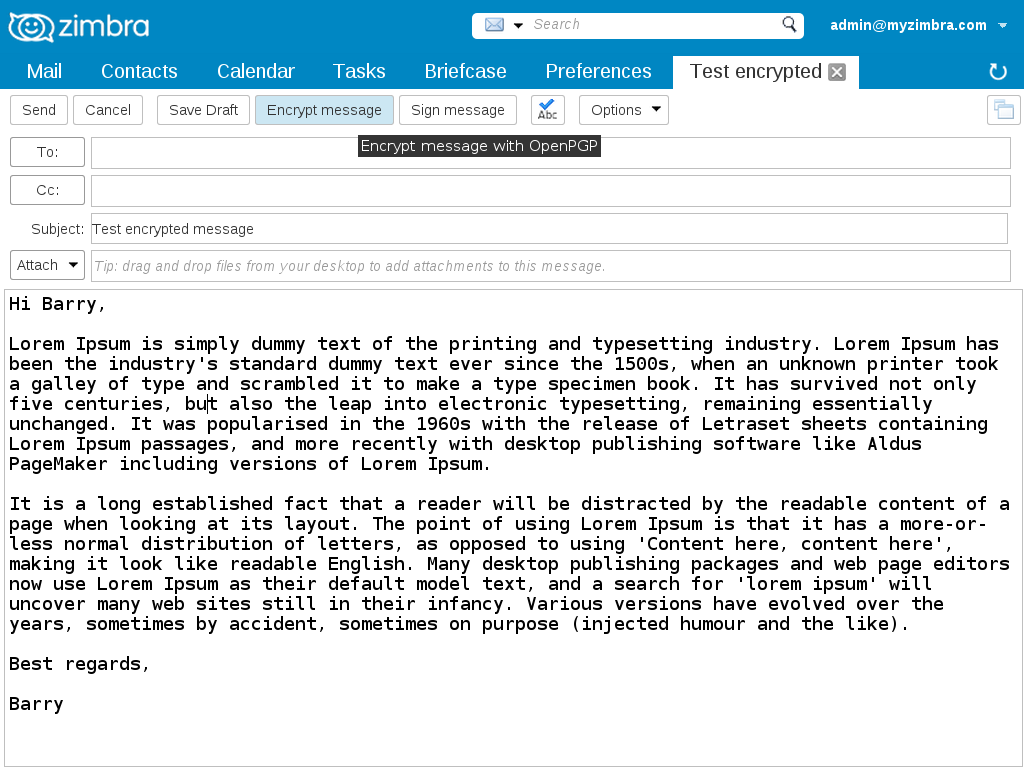 zimbra
Search
admin@myzimbra.com
Mail Contacts Calendar Tasks Briefcase Preferences Test encrypted
Send Cancel Save Draft Encrypt message Sign message Abc Options
Encrypt message with OpenPGP
To:
Cc:
Subject: Test encrypted message
Attach Tip: drag and drop files from your desktop to add attachments to this message.
Hi Barry,
Lorem Ipsum is simply dummy text of the printing and typesetting industry. Lorem Ipsum has
been the industry's standard dummy text ever since the 1500s, when an unknown printer took
a galley of type and scrambled it to make a type specimen book. It has survived not only
five centuries, but also the leap into electronic typesetting, remaining essentially
unchanged. It was popularised in the 1960s with the release of Letraset sheets containing
Lorem Ipsum passages, and more recently with desktop publishing software like Aldus
PageMaker including versions of Lorem Ipsum.
It is a long established fact that a reader will be distracted by the readable content of a
page when looking at its layout. The point of using Lorem Ipsum is that it has a more-or-
less normal distribution of letters, as opposed to using 'Content here, content here',
making it look like readable English. Many desktop publishing packages and web page editors
now use Lorem Ipsum as their default model text, and a search for 'lorem ipsum' will
uncover many web sites still in their infancy. Various versions have evolved over the
years, sometimes by accident, sometimes on purpose (injected humour and the like).
Best regards,
Barry